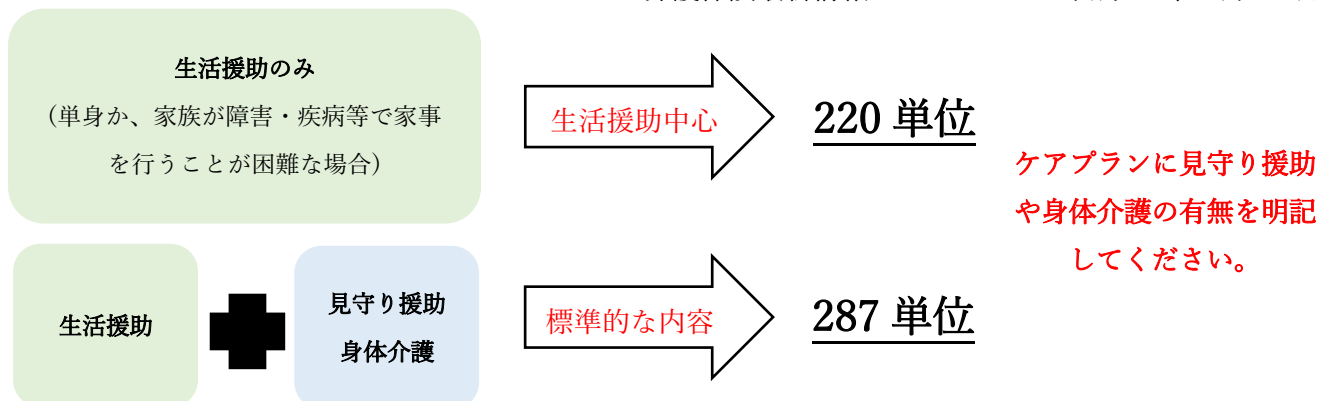 生活援助のみ
（単身か、家族が障害・疾病等で家事
を行うことが困難な場合）
生活援助中心
220 単位
ケアプランに見守り援助
や身体介護の有無を明記
してください。
生活援助
見守り援助
身体介護
標準的な内容
287 単位